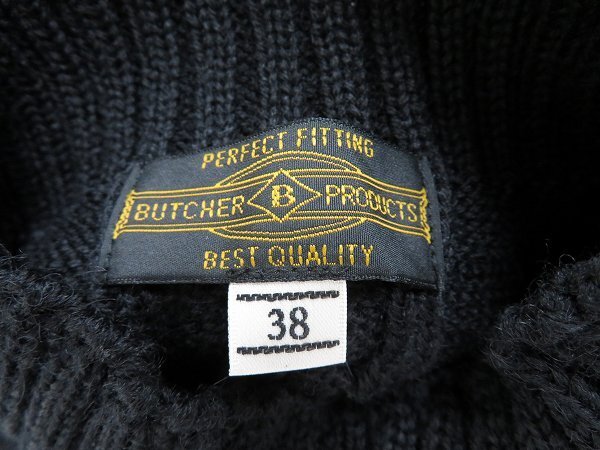 PERFECT FITTING
BUTCHER B PRODUCTS
BEST QUALITY
38